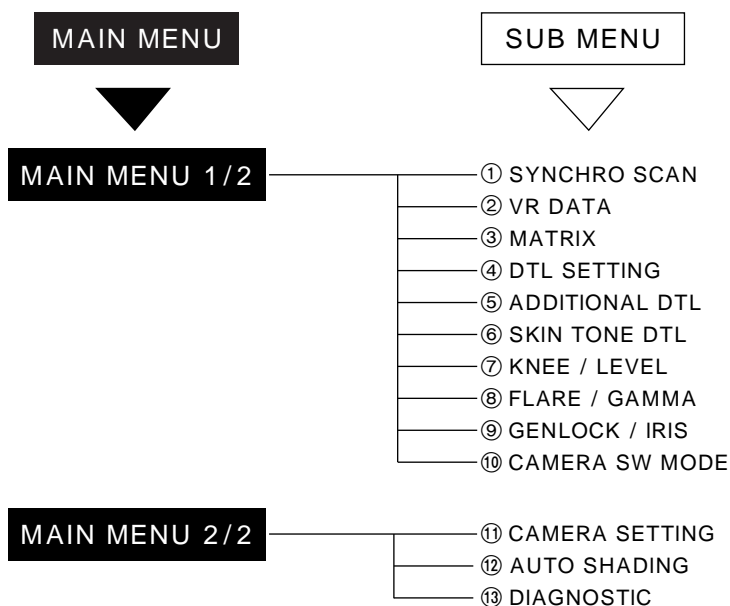 MAIN MENU
SUB MENU
MAIN MENU 1/2
① SYNCHRO SCAN
② VR DATA
③ MATRIX
④ DTL SETTING
⑤ ADDITIONAL DTL
⑥ SKIN TONE DTL
⑦ KNEE / LEVEL
⑧ FLARE / GAMMA
⑨ GENLOCK / IRIS
⑩ CAMERA SW MODE
MAIN MENU 2/2
⑪ CAMERA SETTING
⑫ AUTO SHADING
⑬ DIAGNOSTIC